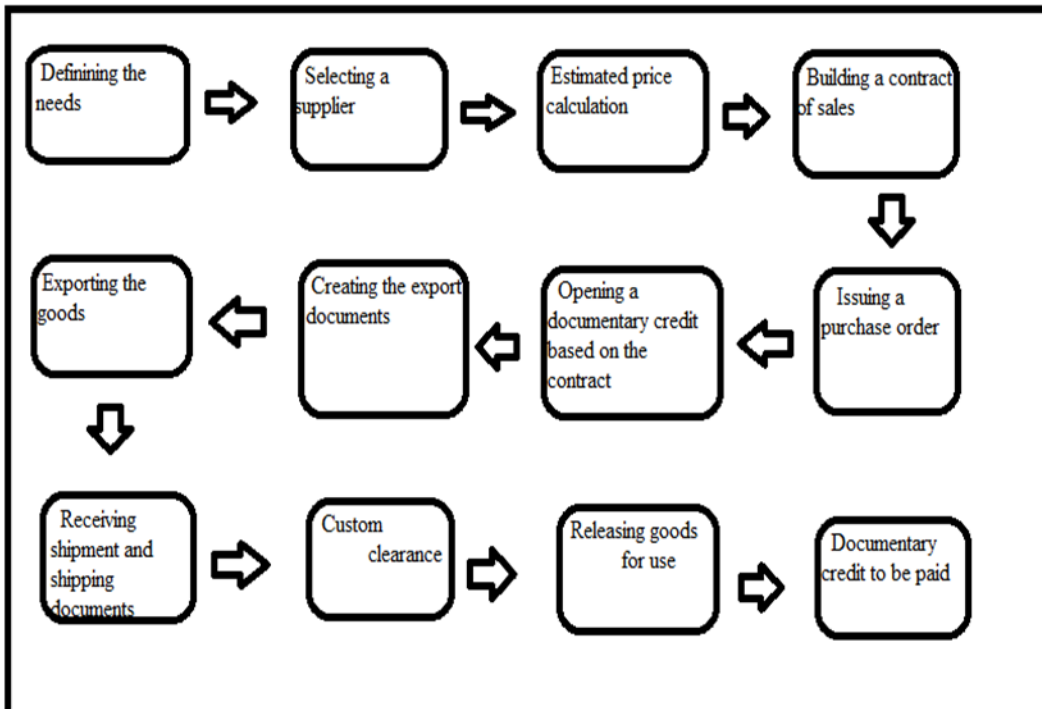 Definining the
needs
Selecting a
supplier
Estimated price
calculation
Building a contract
of sales
Issuing a
purchase order
Opening a
documentary credit
based on the
contract
Creating the export
documents
Exporting the
goods
Receiving
shipment and
shipping
documents
Custom
clearance
Releasing goods
for use
Documentary
credit to be paid